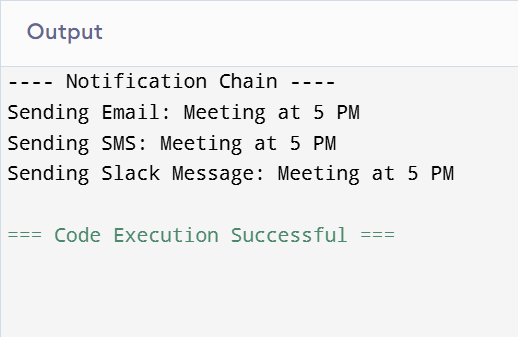 Output
---- Notification Chain ----
Sending Email: Meeting at 5 PM
Sending SMS: Meeting at 5 PM
Sending Slack Message: Meeting at 5 PM
=== Code Execution Successful ===